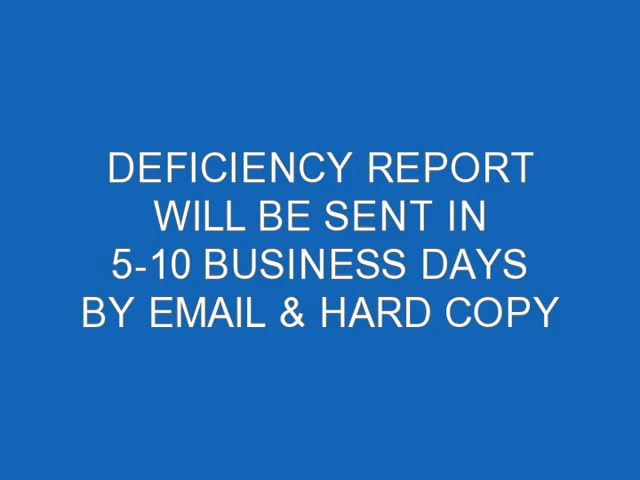 DEFICIENCY REPORT
WILL BE SENT IN
5-10 BUSINESS DAYS
BY EMAIL & HARD COPY